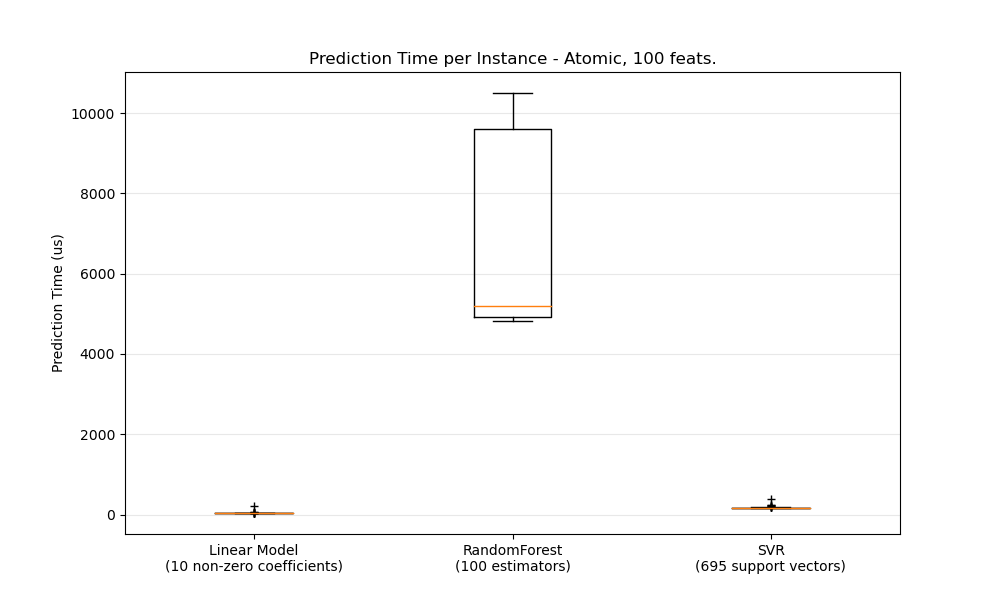 Prediction Time per Instance - Atomic, 100 feats.
Prediction Time (us)
10000
8000
6000
4000
2000
0
Linear Model
(10 non-zero coefficients)
RandomForest
(100 estimators)
SVR
(695 support vectors)